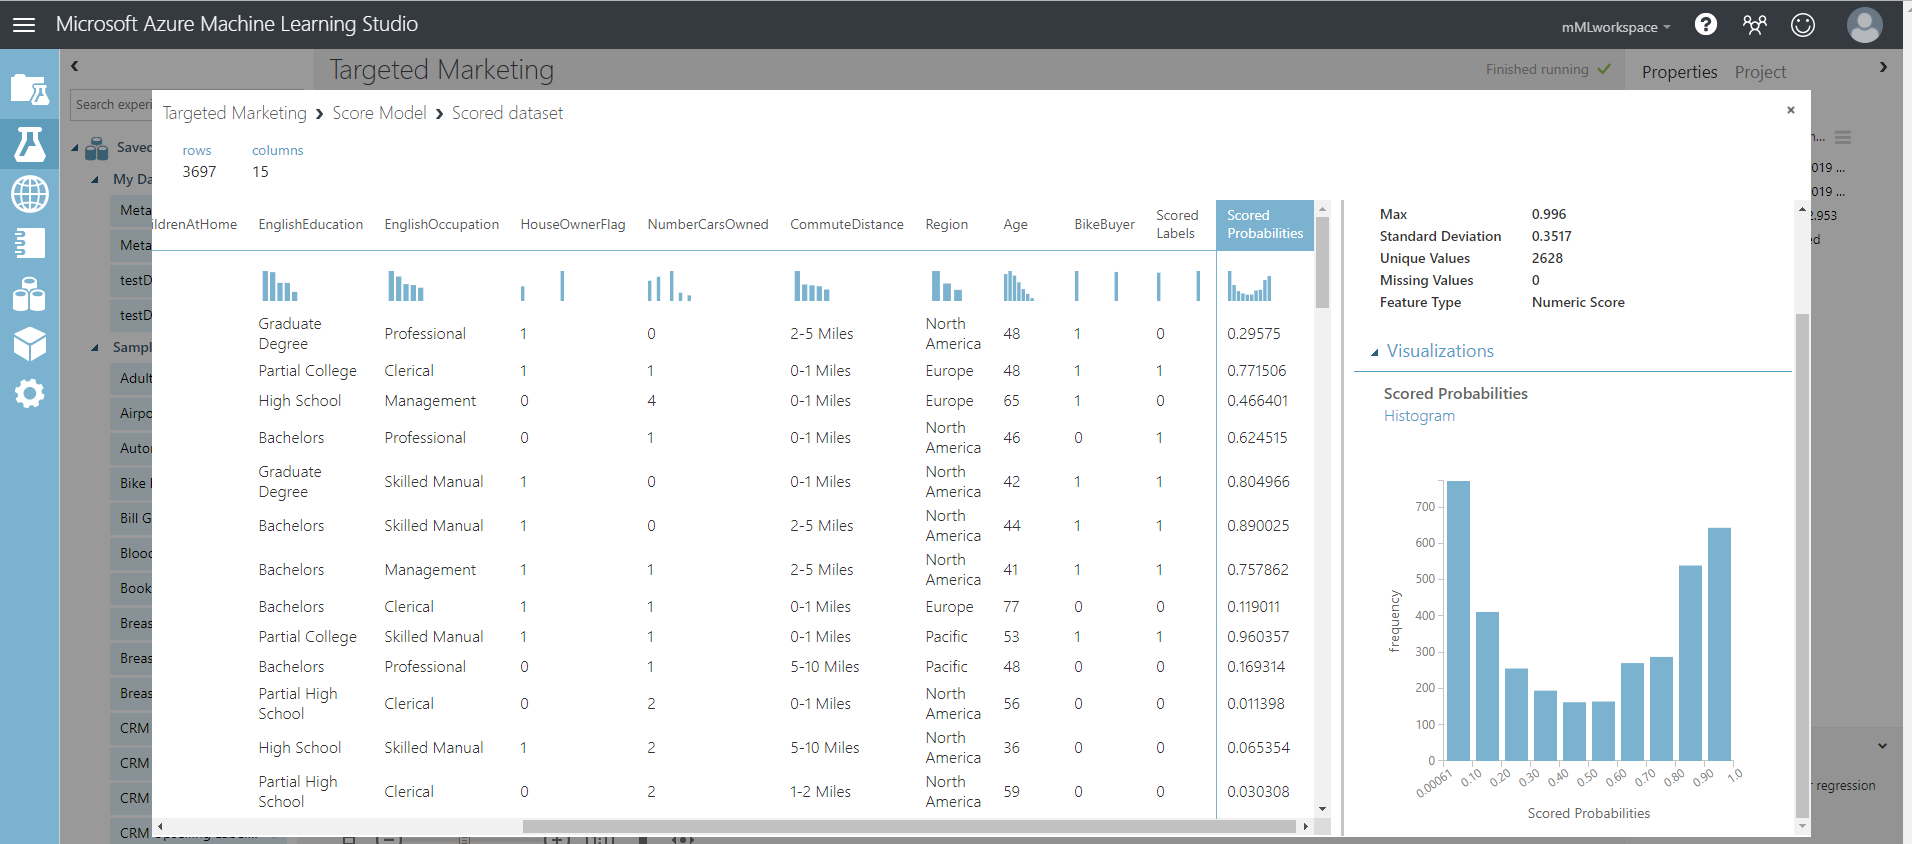 Microsoft Azure Machine Learning Studio
mMLworkspace
Targeted Marketing
Finished running
Properties Project
Search experi
Targeted Marketing > Score Model > Scored dataset
rows columns
3697 15
Saved
My Da
Meta
Meta
testD
testD
Sampl
Adult
Airpo
Auto
Bike
Bill G
Blood
Book
Breas
Breas
Breas
CRM
CRM
CRM
CRM
019 ...
019 ...
2.953
ed
r regression
ildrenAtHome EnglishEducation EnglishOccupation HouseOwnerFlag NumberCarsOwned CommuteDistance Region Age BikeBuyer Scored Labels Scored Probabilities
Graduate Degree Professional 1 0 2-5 Miles North America 48 1 0 0.29575
Partial College Clerical 1 1 0-1 Miles Europe 48 1 1 0.771506
High School Management 0 4 0-1 Miles Europe 65 1 0 0.466401
Bachelors Professional 0 1 0-1 Miles North America 46 0 1 0.624515
Graduate Degree Skilled Manual 1 0 0-1 Miles North America 42 1 1 0.804966
Bachelors Skilled Manual 1 0 2-5 Miles North America 44 1 1 0.890025
Bachelors Management 1 1 2-5 Miles North America 41 1 1 0.757862
Bachelors Clerical 1 1 0-1 Miles Europe 77 0 0 0.119011
Partial College Skilled Manual 1 1 0-1 Miles Pacific 53 1 1 0.960357
Bachelors Professional 0 1 5-10 Miles Pacific 48 0 0 0.169314
Partial High School Clerical 0 2 0-1 Miles North America 56 0 0 0.011398
High School Skilled Manual 1 2 5-10 Miles North America 36 0 0 0.065354
Partial High School Clerical 0 2 1-2 Miles North America 59 0 0 0.030308
Max 0.996
Standard Deviation 0.3517
Unique Values 2628
Missing Values 0
Feature Type Numeric Score
Visualizations
Scored Probabilities
Histogram
frequency
700
600
500
400
300
200
100
0
0.00061 0.10 0.20 0.30 0.40 0.50 0.60 0.70 0.80 0.90 1.0
Scored Probabilities